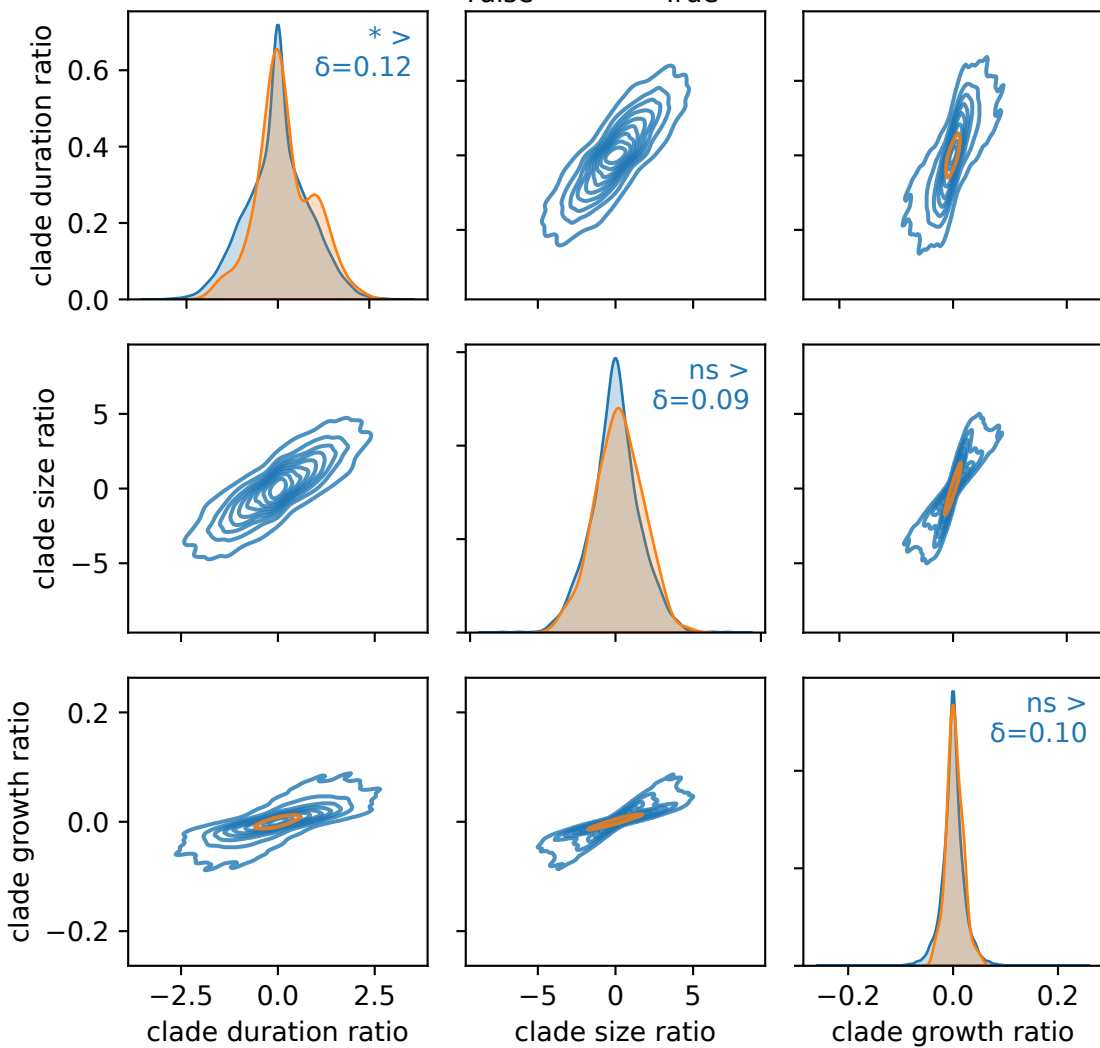 clade duration ratio
0.6
0.4
0.2
0.0
* >
δ=0.12
clade size ratio
5
0
−5
ns >
δ=0.09
clade growth ratio
0.2
0.0
−0.2
ns >
δ=0.10
−2.5 0.0 2.5
clade duration ratio
−5 0 5
clade size ratio
−0.2 0.0 0.2
clade growth ratio